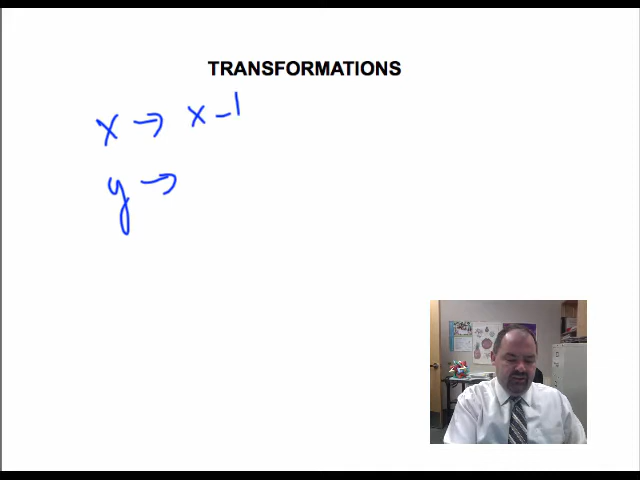 TRANSFORMATIONS
x → x - 1
y →